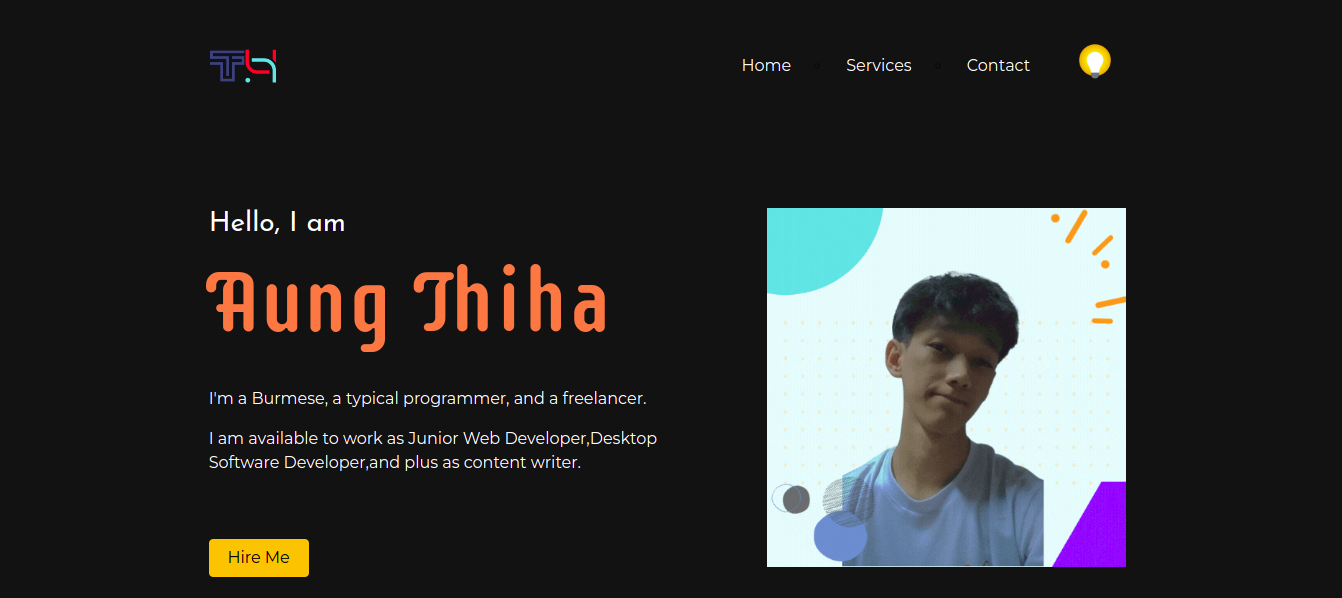 T.H
Home Services Contact
Hello, I am
Aung Thiha
I'm a Burmese, a typical programmer, and a freelancer.
I am available to work as Junior Web Developer,Desktop
Software Developer,and plus as content writer.
Hire Me